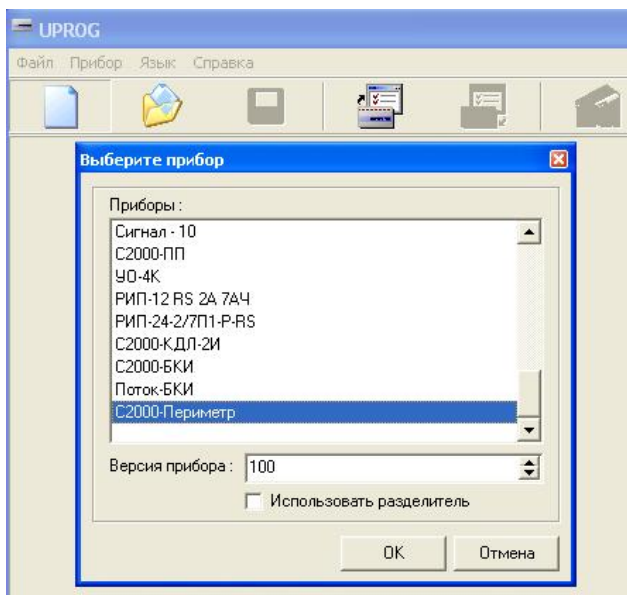 UPROG
Файл Прибор Язык Справка
Выберите прибор
Приборы :
Сигнал - 10
С2000-ПП
УО-4К
РИП-12 RS 2А 7АЧ
РИП-24-2/7П1-Р-RS
С2000-КДЛ-2И
С2000-БКИ
Поток-БКИ
С2000-Периметр
Версия прибора : 100
Использовать разделитель
OK Отмена